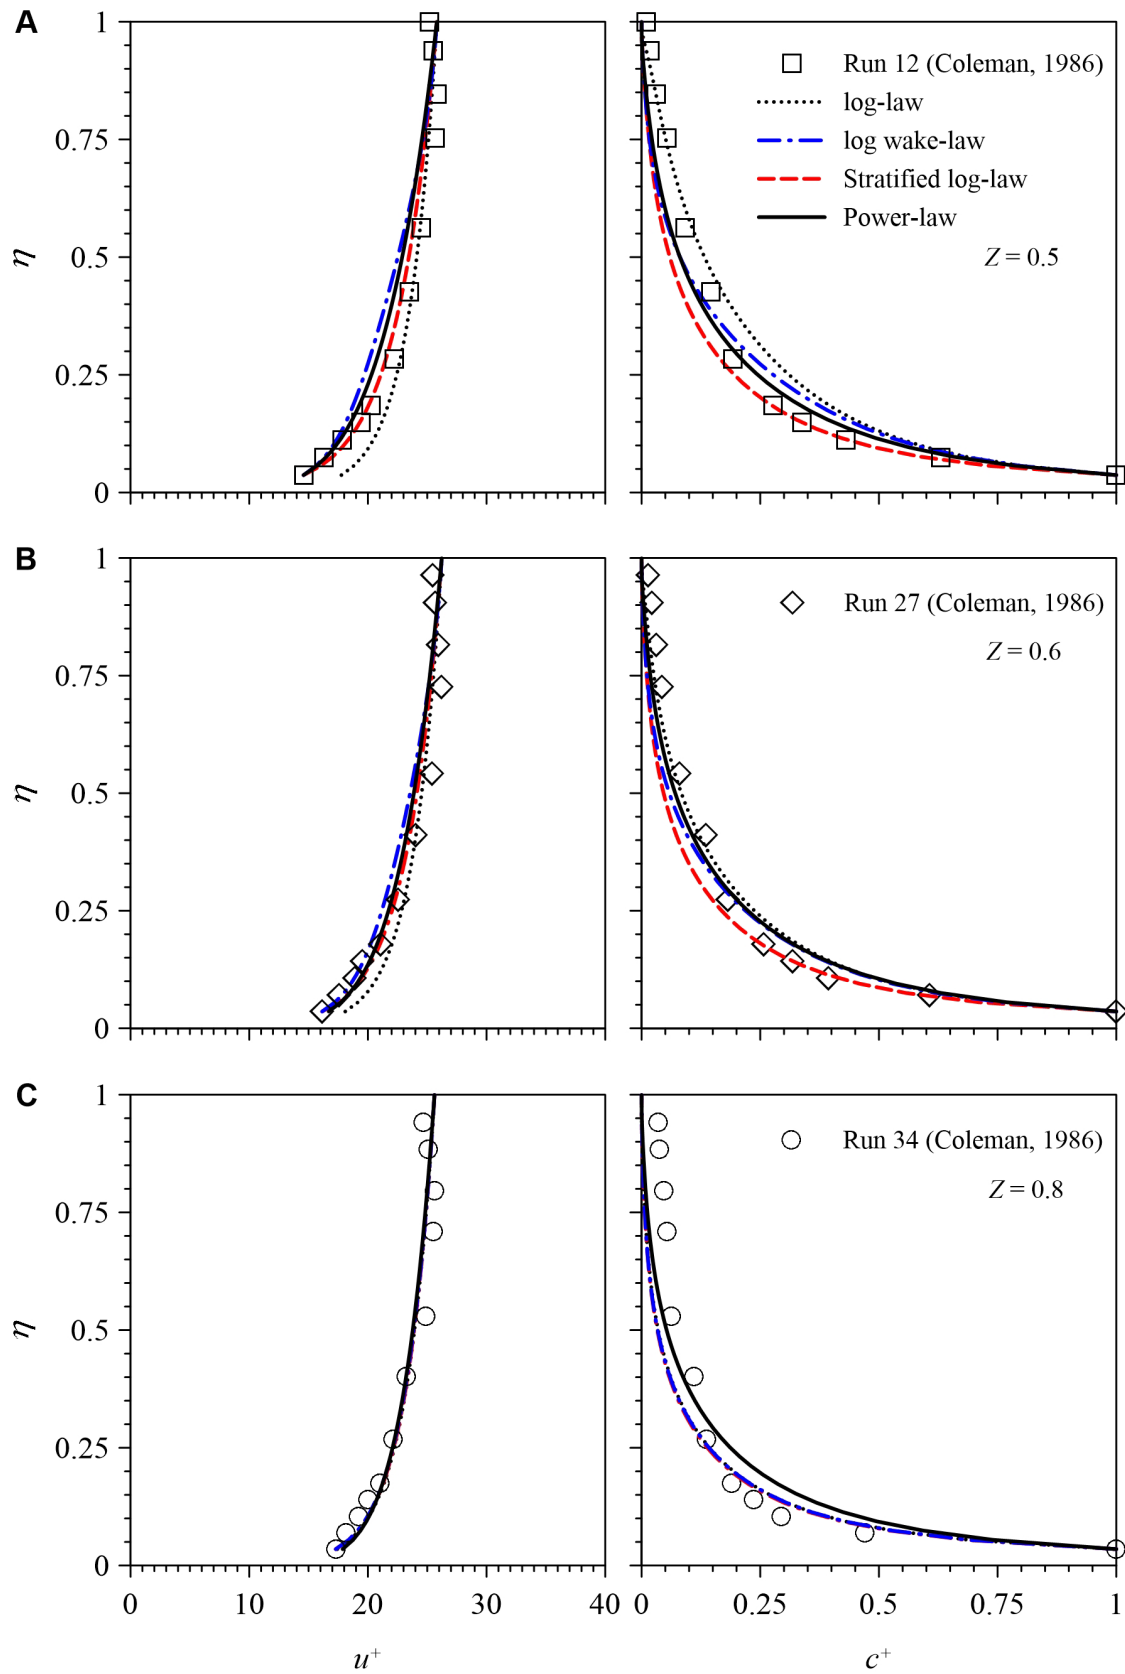 A
1
0.75
η
0.5
0.25
0
Run 12 (Coleman, 1986)
log-law
log wake-law
Stratified log-law
Power-law
Z = 0.5
B
1
0.75
η
0.5
0.25
0
Run 27 (Coleman, 1986)
Z = 0.6
C
1
0.75
η
0.5
0.25
0
Run 34 (Coleman, 1986)
Z = 0.8
0 10 20 30 40
u⁺
0 0.25 0.5 0.75 1
c⁺